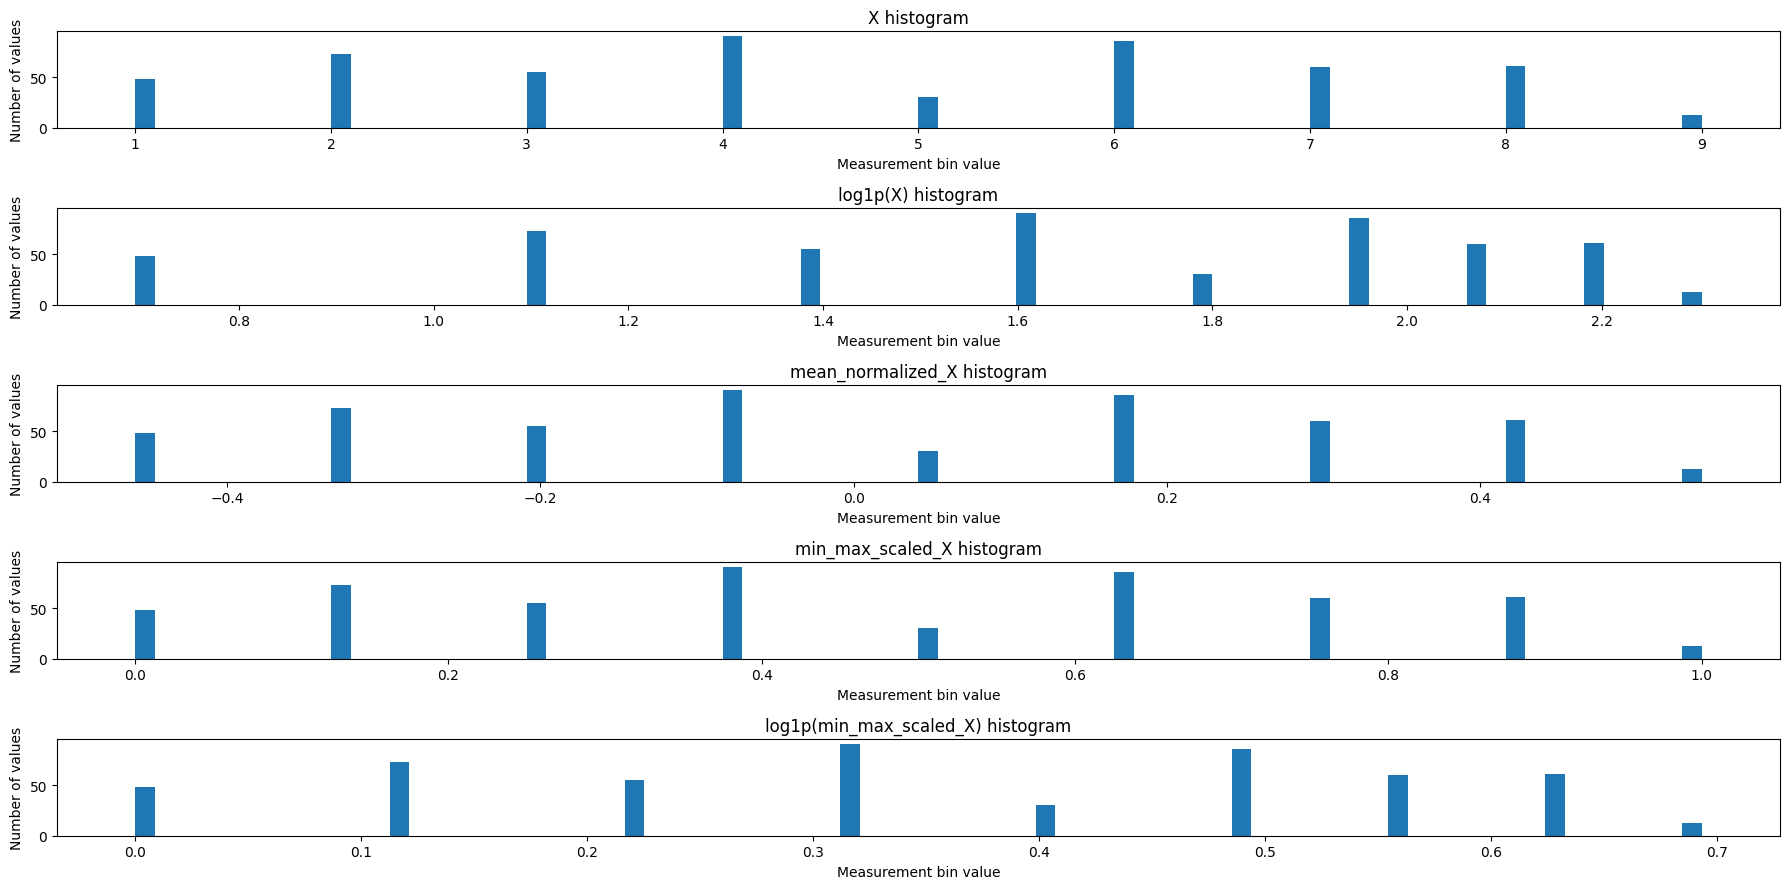 X histogram
Number of values
50
0
1 2 3 4 5 6 7 8 9
Measurement bin value
log1p(X) histogram
Number of values
50
0
0.8 1.0 1.2 1.4 1.6 1.8 2.0 2.2
Measurement bin value
mean_normalized_X histogram
Number of values
50
0
−0.4 −0.2 0.0 0.2 0.4
Measurement bin value
min_max_scaled_X histogram
Number of values
50
0
0.0 0.2 0.4 0.6 0.8 1.0
Measurement bin value
log1p(min_max_scaled_X) histogram
Number of values
50
0
0.0 0.1 0.2 0.3 0.4 0.5 0.6 0.7
Measurement bin value